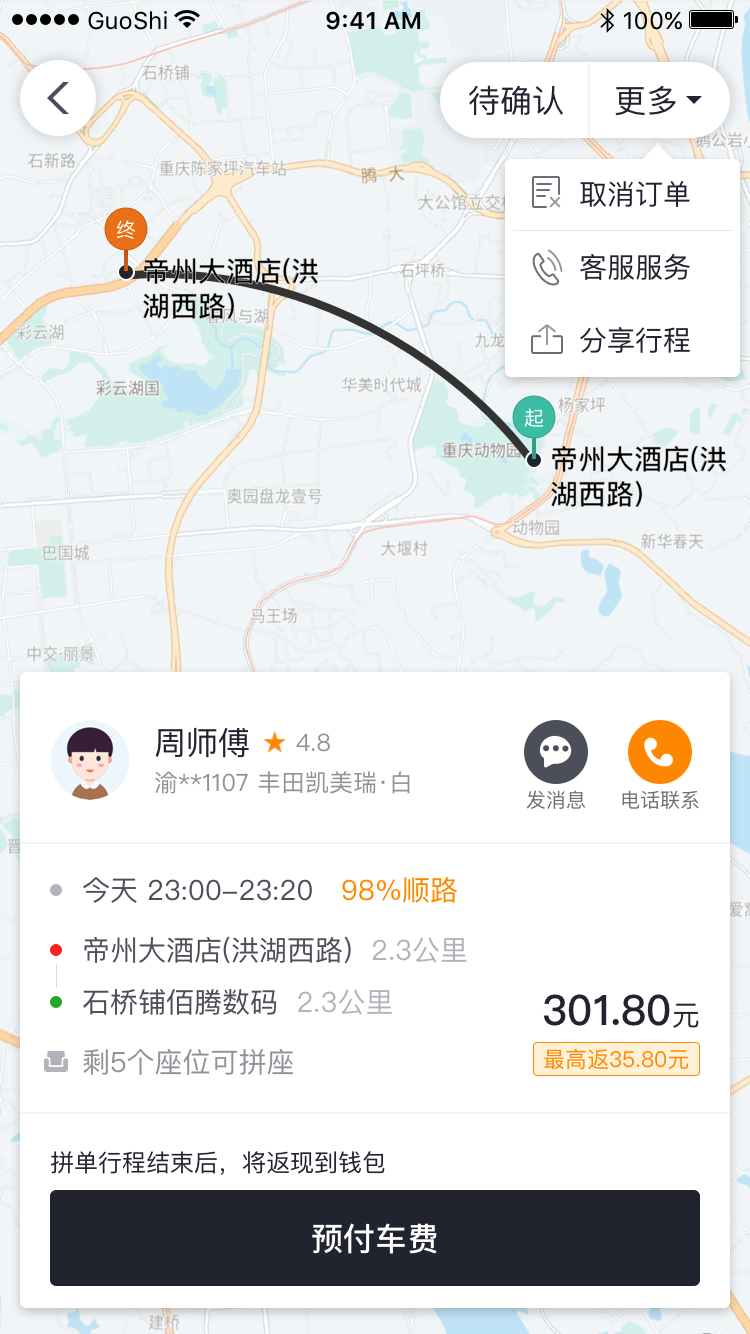 GuoShi
9:41 AM
100%
石桥铺
待确认
更多
石新路
重庆陈家坪汽车站
腾 大
大公馆立交
取消订单
终
帝州大酒店(洪
湖西路)
石坪桥
客服服务
彩云湖
九龙
分享行程
彩云湖国
华美时代城
起
杨家坪
重庆动物园
帝州大酒店(洪
湖西路)
奥园盘龙壹号
动物园
巴国城
大堰村
新华春天
马王场
中交·丽景
周师傅
4.8
渝**1107 丰田凯美瑞·白
发消息
电话联系
今天 23:00–23:20
98%顺路
帝州大酒店(洪湖西路)
2.3公里
石桥铺佰腾数码
2.3公里
301.80元
剩5个座位可拼座
最高返35.80元
拼单行程结束后，将返现到钱包
预付车费
建桥